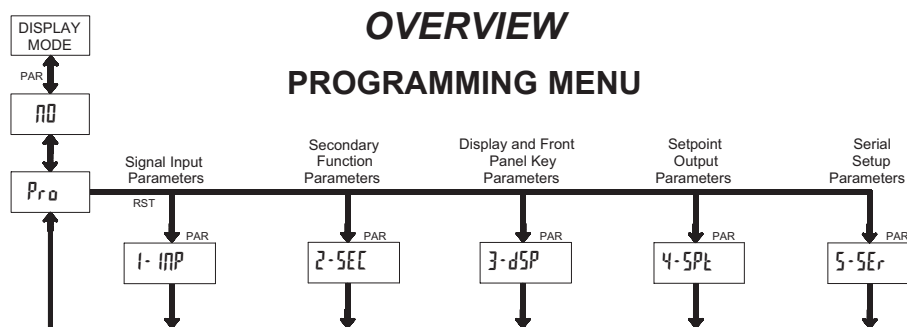 OVERVIEW
PROGRAMMING MENU
DISPLAY
MODE
PAR
NO
Pro
RST
Signal Input
Parameters
PAR
1-INP
Secondary
Function
Parameters
PAR
2-SEC
Display and Front
Panel Key
Parameters
PAR
3-dSP
Setpoint
Output
Parameters
PAR
4-SPt
Serial
Setup
Parameters
PAR
5-SEr